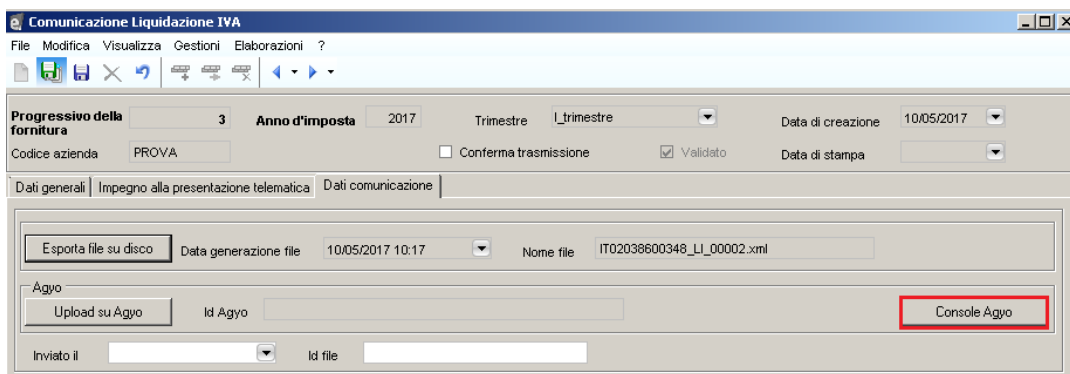 Comunicazione Liquidazione IVA
File Modifica Visualizza Gestioni Elaborazioni ?
Progressivo della fornitura 3 Anno d'imposta 2017 Trimestre I_trimestre Data di creazione 10/05/2017
Codice azienda PROVA Conferma trasmissione Validato Data di stampa
Dati generali Impegno alla presentazione telematica Dati comunicazione
Esporta file su disco Data generazione file 10/05/2017 10:17 Nome file IT02038600348_LI_00002.xml
Agyo
Upload su Agyo Id Agyo Console Agyo
Inviato il Id file